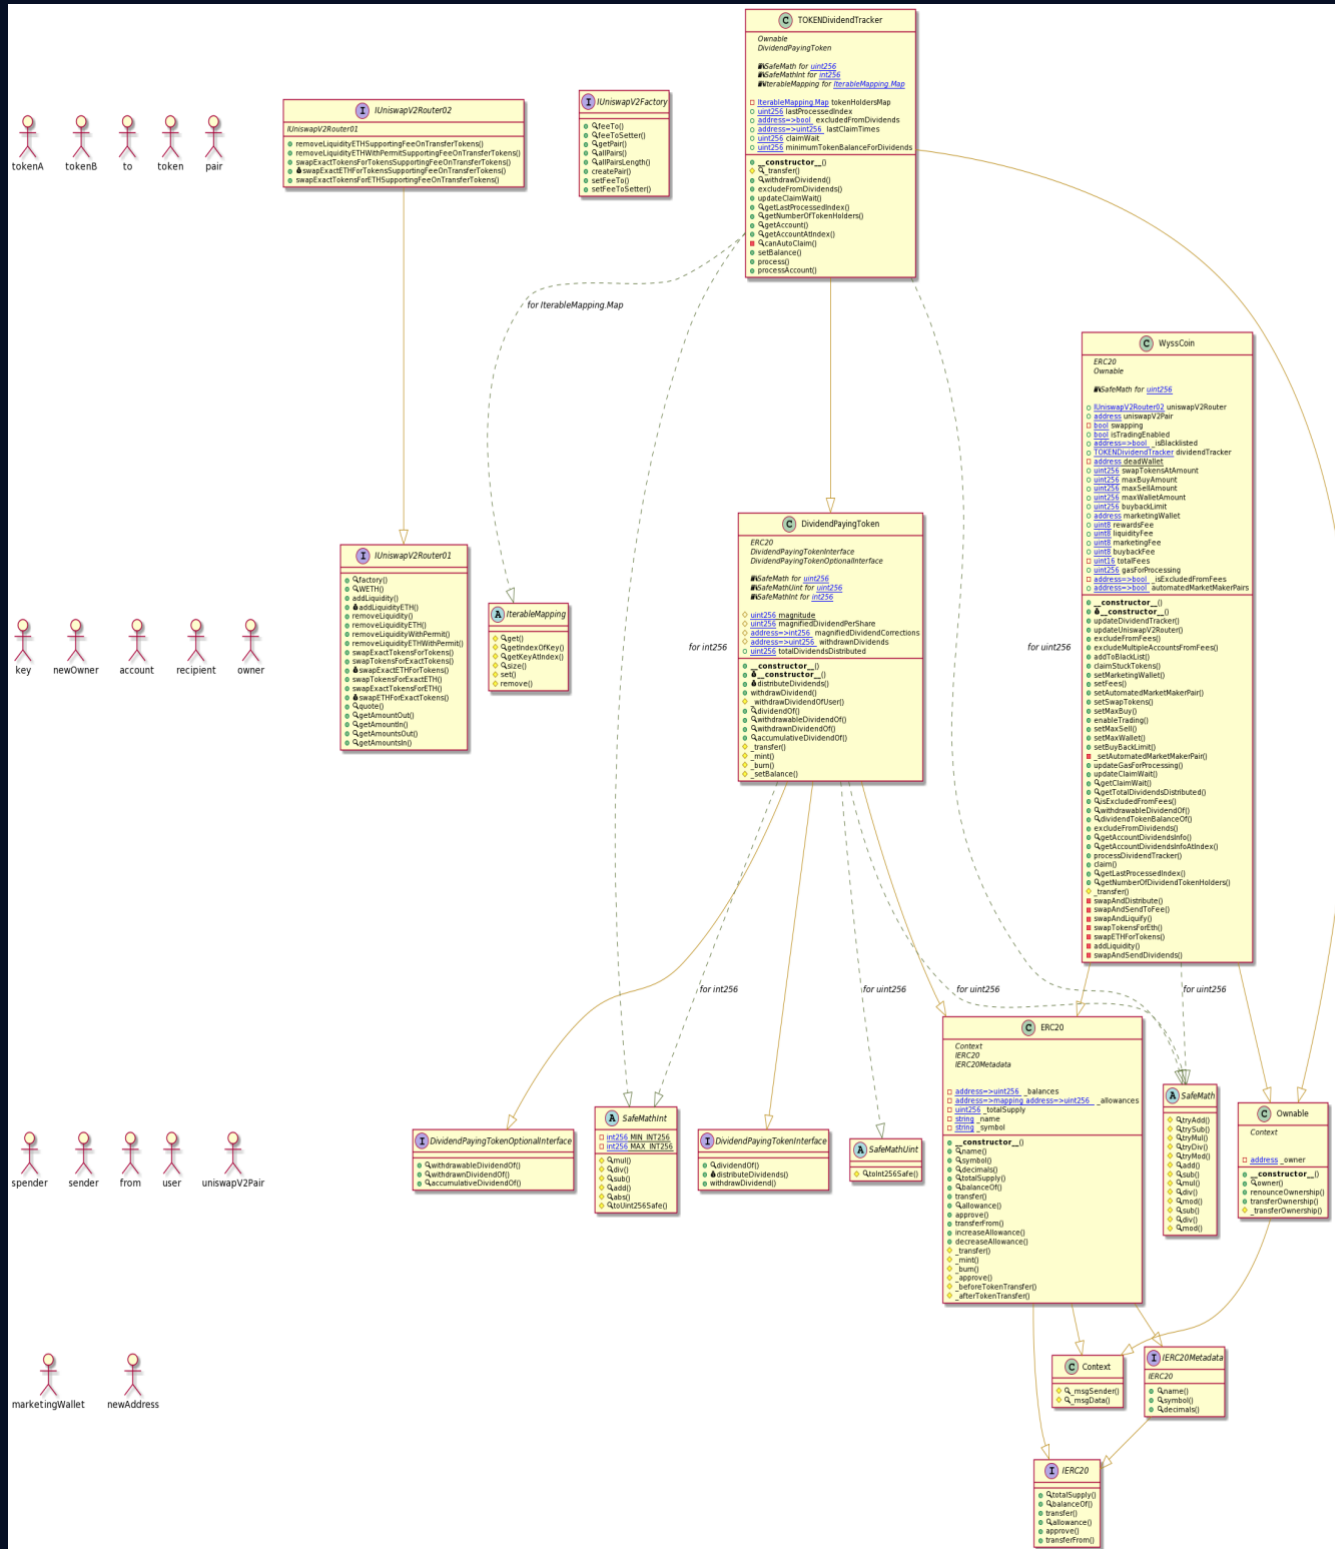 TOKENDividendTracker
Ownable
DividendPayingToken
SafeMath for uint256
SafeMathInt for int256
IterableMapping for IterableMapping.Map
IterableMapping.Map tokenHoldersMap
uint256 lastProcessedIndex
address=>bool excludedFromDividends
address=>uint256 lastClaimTimes
uint256 claimWait
uint256 minimumTokenBalanceForDividends
__constructor__()
_transfer()
withdrawDividend()
excludeFromDividends()
updateClaimWait()
getLastProcessedIndex()
getNumberOfTokenHolders()
getAccount()
getAccountAtIndex()
canAutoClaim()
setBalance()
process()
processAccount()
IUniswapV2Router02
IUniswapV2Router01
removeLiquidityETHSupportingFeeOnTransferTokens()
removeLiquidityETHWithPermitSupportingFeeOnTransferTokens()
swapExactTokensForTokensSupportingFeeOnTransferTokens()
swapExactETHForTokensSupportingFeeOnTransferTokens()
swapExactTokensForETHSupportingFeeOnTransferTokens()
IUniswapV2Factory
feeTo()
feeToSetter()
getPair()
allPairs()
allPairsLength()
createPair()
setFeeTo()
setFeeToSetter()
tokenA
tokenB
to
token
pair
for IterableMapping.Map
WyssCoin
ERC20
Ownable
SafeMath for uint256
IUniswapV2Router02 uniswapV2Router
address uniswapV2Pair
bool swapping
bool isTradingEnabled
address=>bool _isBlacklisted
TOKENDividendTracker dividendTracker
address deadWallet
uint256 swapTokensAtAmount
uint256 maxBuyAmount
uint256 maxSellAmount
uint256 maxWalletAmount
uint256 buybackLimit
address marketingWallet
uint8 rewardsFee
uint8 liquidityFee
uint8 marketingFee
uint8 buybackFee
uint16 totalFees
uint256 gasForProcessing
address=>bool _isExcludedFromFees
address=>bool automatedMarketMakerPairs
__constructor__()
__constructor__()
updateDividendTracker()
updateUniswapV2Router()
excludeFromFees()
excludeMultipleAccountsFromFees()
addToBlackList()
claimStuckTokens()
setMarketingWallet()
setFees()
setAutomatedMarketMakerPair()
setSwapTokens()
setMaxBuy()
enableTrading()
setMaxSell()
setMaxWallet()
setBuyBackLimit()
_setAutomatedMarketMakerPair()
updateGasForProcessing()
updateClaimWait()
getClaimWait()
getTotalDividendsDistributed()
isExcludedFromFees()
withdrawableDividendOf()
dividendTokenBalanceOf()
excludeFromDividends()
getAccountDividendsInfo()
getAccountDividendsInfoAtIndex()
processDividendTracker()
claim()
getLastProcessedIndex()
getNumberOfDividendTokenHolders()
_transfer()
swapAndDistribute()
swapAndSendToFee()
swapAndLiquify()
swapTokensForEth()
swapETHForTokens()
addLiquidity()
swapAndSendDividends()
DividendPayingToken
ERC20
DividendPayingTokenInterface
DividendPayingTokenOptionalInterface
SafeMath for uint256
SafeMathUint for uint256
SafeMathInt for int256
uint256 magnitude
uint256 magnifiedDividendPerShare
address=>int256 magnifiedDividendCorrections
address=>uint256 withdrawnDividends
uint256 totalDividendsDistributed
__constructor__()
__constructor__()
distributeDividends()
withdrawDividend()
_withdrawDividendOfUser()
dividendOf()
withdrawableDividendOf()
withdrawnDividendOf()
accumulativeDividendOf()
_transfer()
_mint()
_burn()
_setBalance()
IUniswapV2Router01
factory()
WETH()
addLiquidity()
addLiquidityETH()
removeLiquidity()
removeLiquidityETH()
removeLiquidityWithPermit()
removeLiquidityETHWithPermit()
swapExactTokensForTokens()
swapTokensForExactTokens()
swapExactETHForTokens()
swapTokensForExactETH()
swapExactTokensForETH()
swapETHForExactTokens()
quote()
getAmountOut()
getAmountIn()
getAmountsOut()
getAmountsIn()
IterableMapping
get()
getIndexOfKey()
getKeyAtIndex()
size()
set()
remove()
key
newOwner
account
recipient
owner
for int256
for uint256
for int256
for uint256
for uint256
for uint256
ERC20
Context
IERC20
IERC20Metadata
address=>uint256 _balances
address=>mapping address=>uint256 _allowances
uint256 _totalSupply
string _name
string _symbol
__constructor__()
name()
symbol()
decimals()
totalSupply()
balanceOf()
transfer()
allowance()
approve()
transferFrom()
increaseAllowance()
decreaseAllowance()
_transfer()
_mint()
_burn()
_approve()
_beforeTokenTransfer()
_afterTokenTransfer()
SafeMath
tryAdd()
trySub()
tryMul()
tryDiv()
tryMod()
add()
sub()
mul()
div()
mod()
sub()
div()
mod()
Ownable
Context
address _owner
__constructor__()
owner()
renounceOwnership()
transferOwnership()
_transferOwnership()
DividendPayingTokenOptionalInterface
withdrawableDividendOf()
withdrawnDividendOf()
accumulativeDividendOf()
SafeMathInt
int256 MIN_INT256
int256 MAX_INT256
mul()
div()
sub()
add()
abs()
toUint256Safe()
DividendPayingTokenInterface
dividendOf()
distributeDividends()
withdrawDividend()
SafeMathUint
toInt256Safe()
spender
sender
from
user
uniswapV2Pair
Context
_msgSender()
_msgData()
IERC20Metadata
IERC20
name()
symbol()
decimals()
marketingWallet
newAddress
IERC20
totalSupply()
balanceOf()
transfer()
allowance()
approve()
transferFrom()